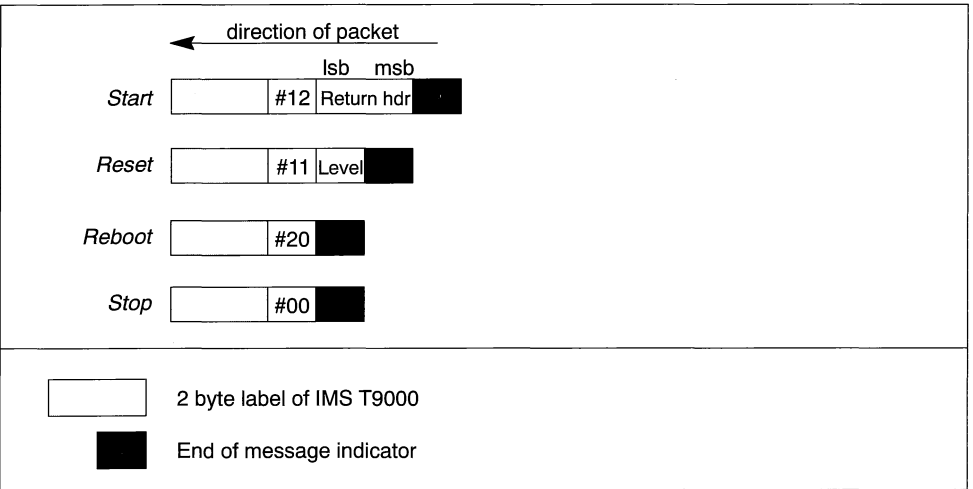 direction of packet
lsb msb
Start #12 Return hdr
Reset #11 Level
Reboot #20
Stop #00
2 byte label of IMS T9000
End of message indicator